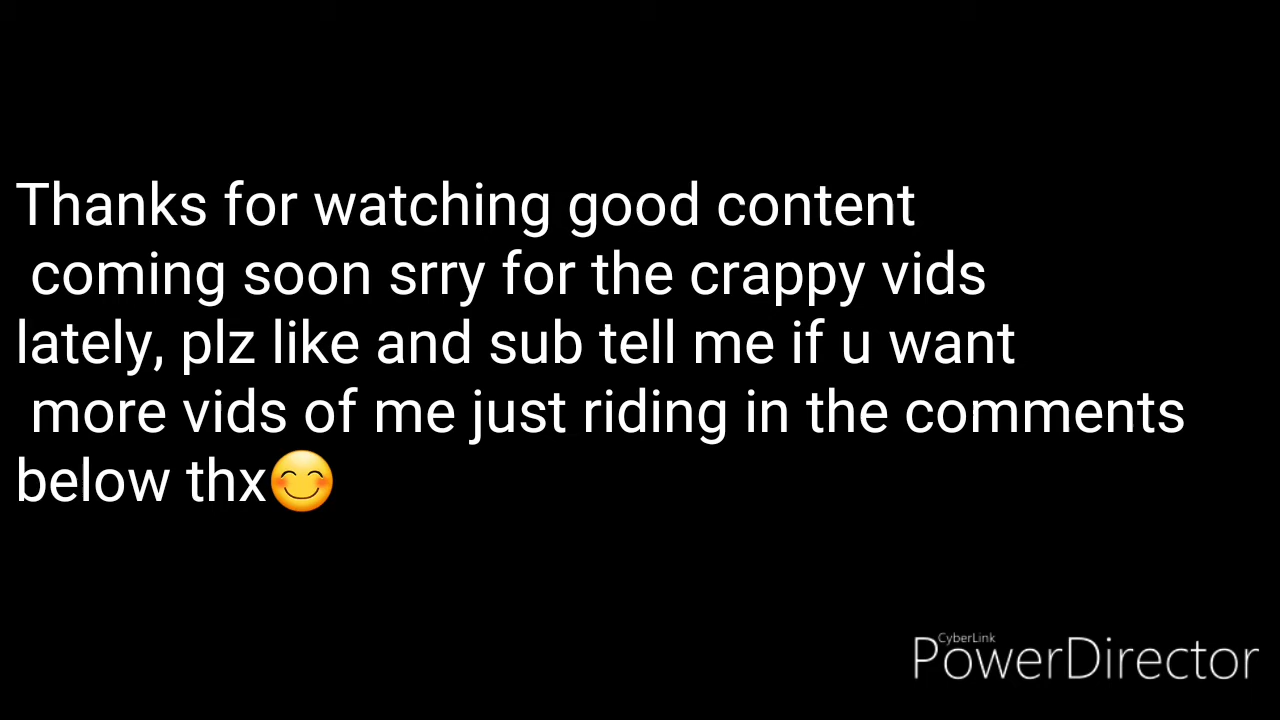 Thanks for watching good content
coming soon srry for the crappy vids
lately, plz like and sub tell me if u want
more vids of me just riding in the comments
below thx😊
CyberLink
PowerDirector